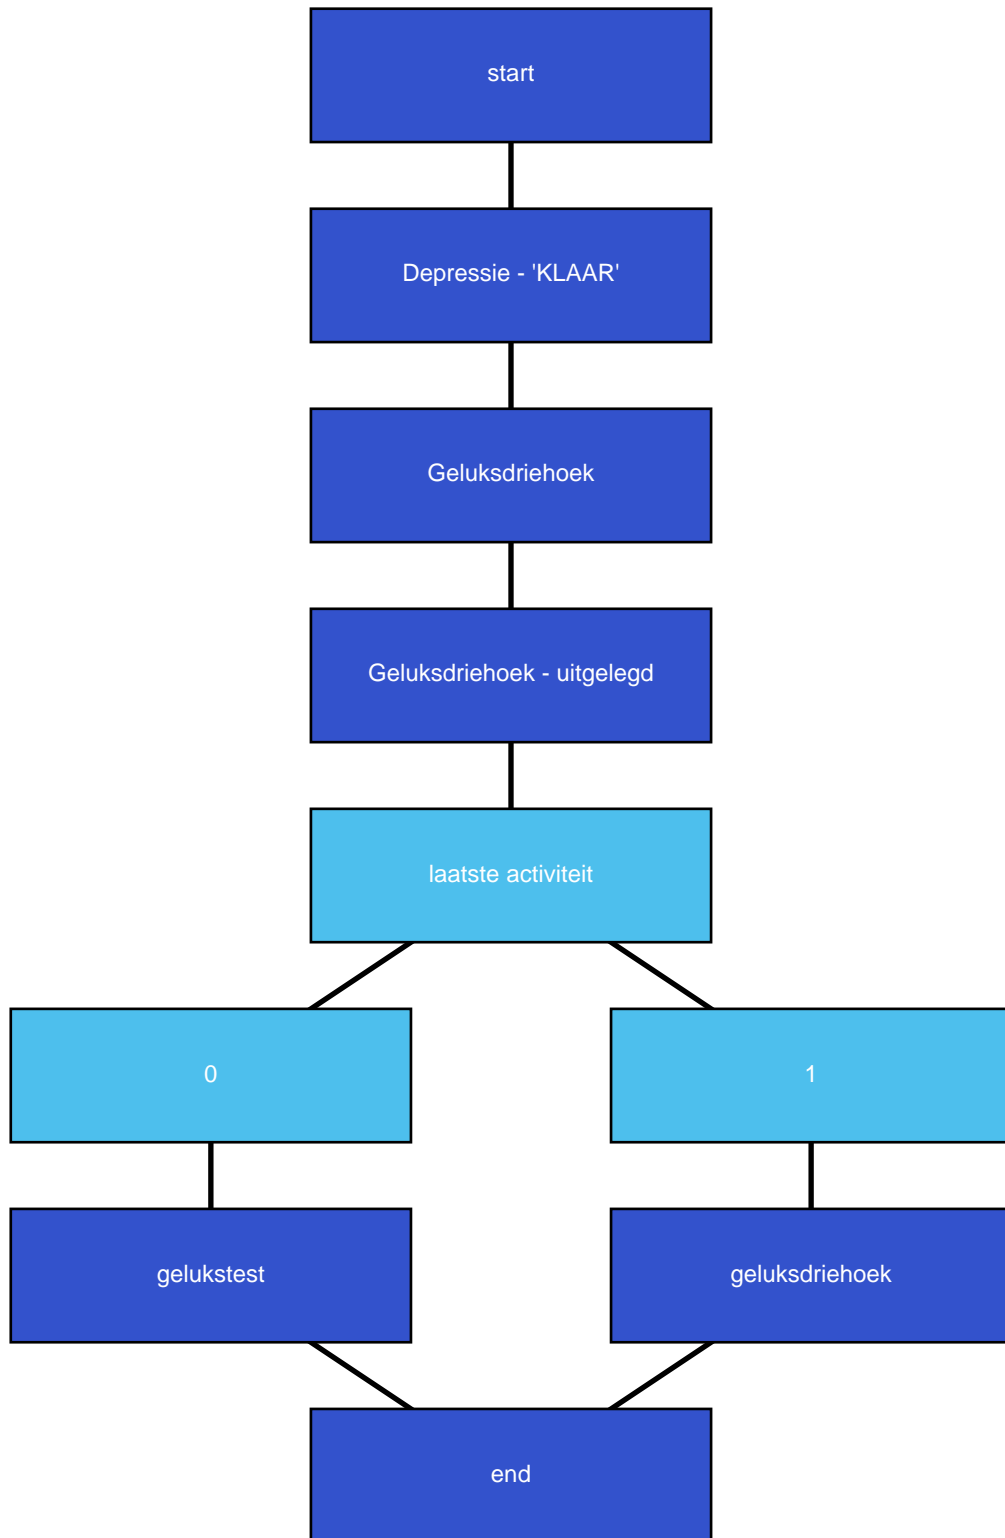 start
Depressie - 'KLAAR'
Geluksdriehoek
Geluksdriehoek - uitgelegd
laatste activiteit
0
1
gelukstest
geluksdriehoek
end